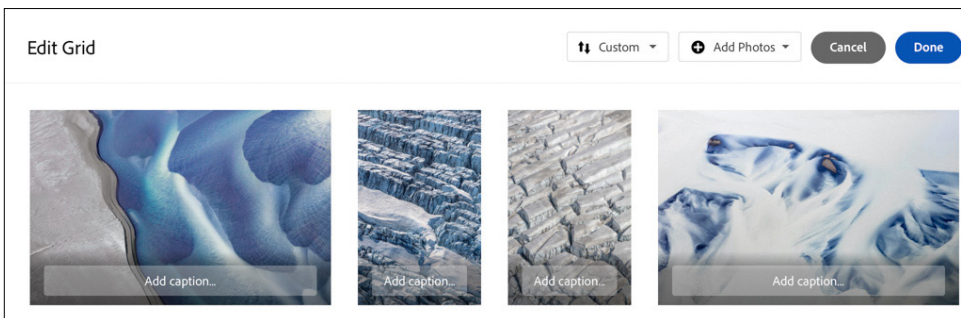 Edit Grid
Custom
Add Photos
Cancel
Done
Add caption...
Add caption...
Add caption...
Add caption...